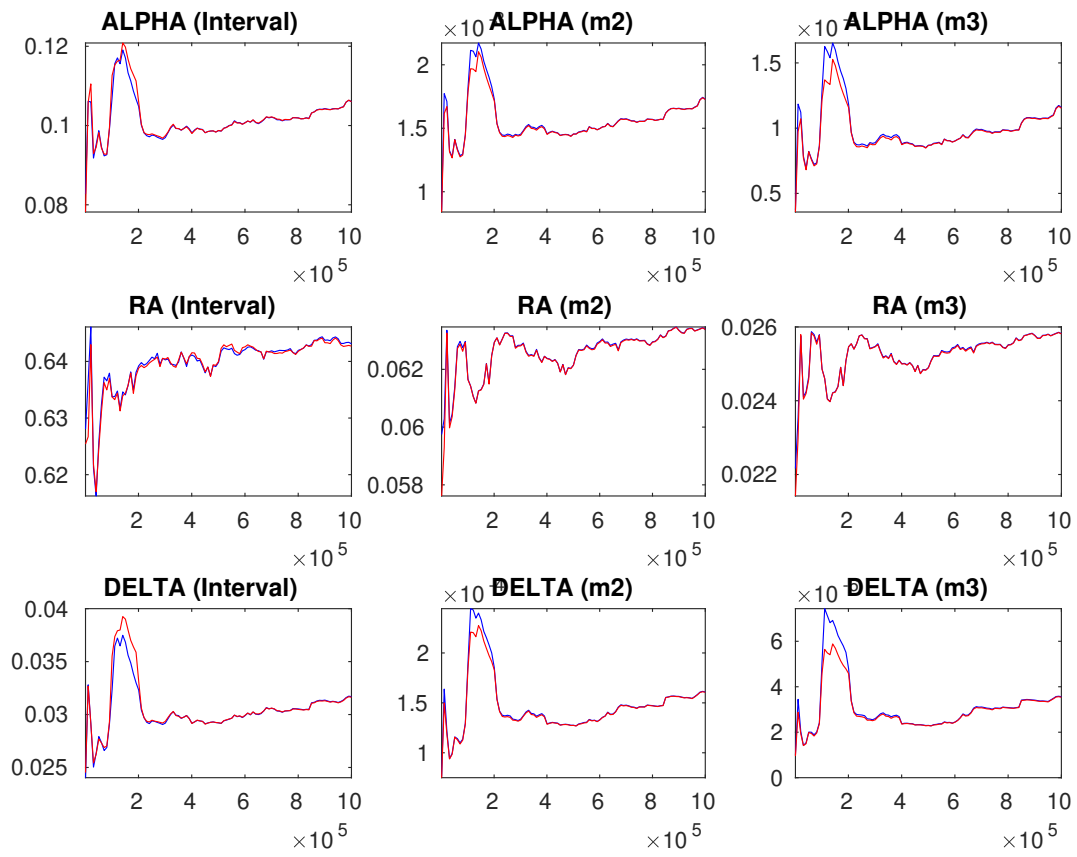 ALPHA (Interval)
0.12
0.1
0.08
2 4 6 8 10
×10 5
ALPHA (m2)
2
1.5
1
2 4 6 8 10
×10 5
ALPHA (m3)
1.5
1
0.5
2 4 6 8 10
×10 5
RA (Interval)
0.64
0.63
0.62
2 4 6 8 10
×10 5
RA (m2)
0.062
0.06
0.058
2 4 6 8 10
×10 5
RA (m3)
0.026
0.024
0.022
2 4 6 8 10
×10 5
DELTA (Interval)
0.04
0.035
0.03
0.025
2 4 6 8 10
×10 5
DELTA (m2)
2
1.5
1
2 4 6 8 10
×10 5
DELTA (m3)
6
4
2
0
2 4 6 8 10
×10 5